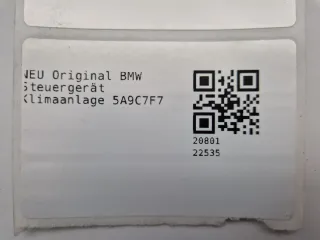 NEU Original BMW
Steuergerät
Klimaanlage 5A9C7F7
20801
22535